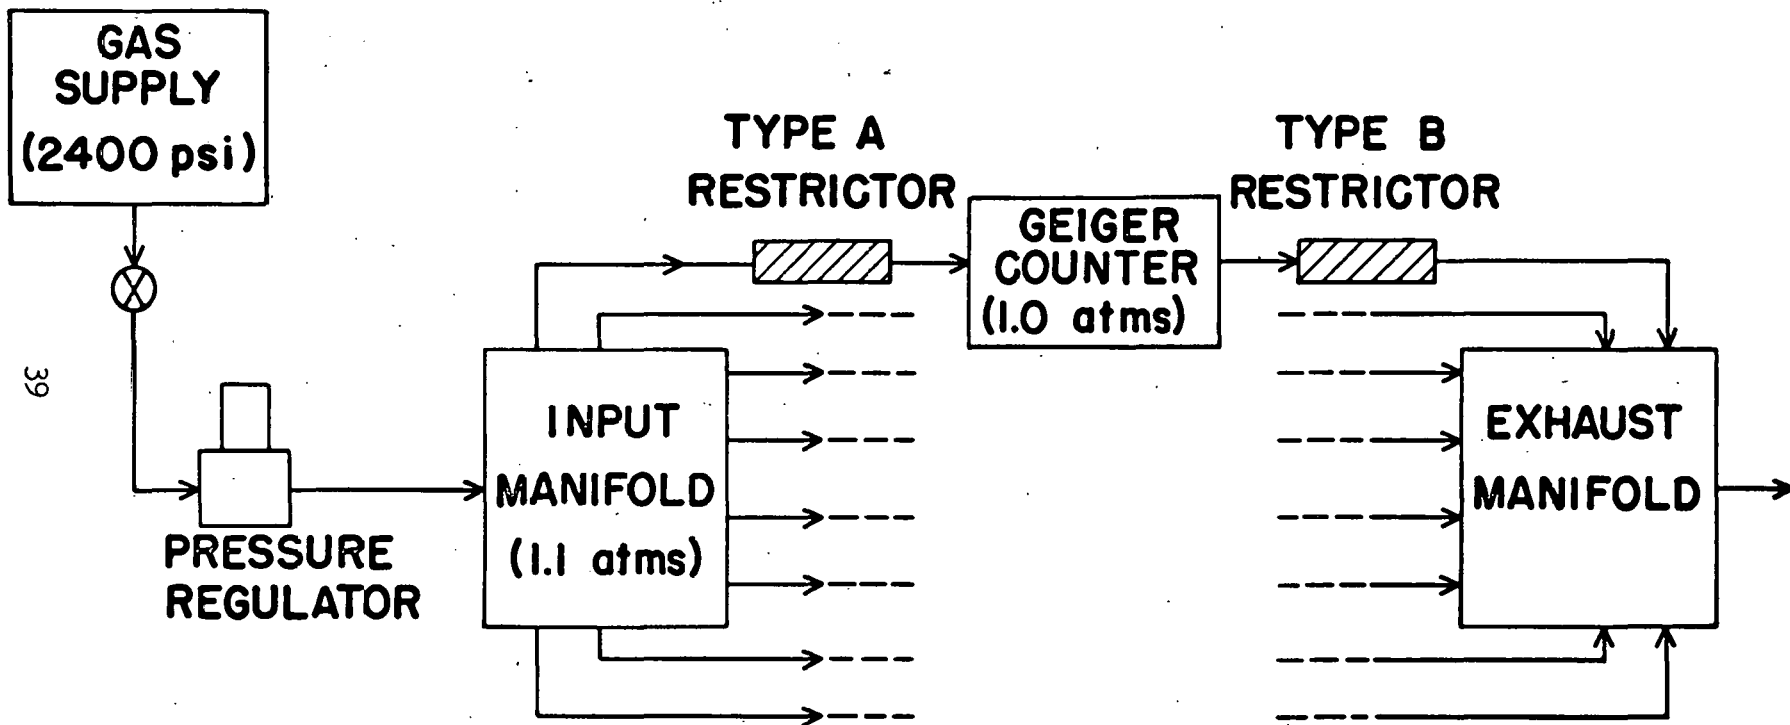 GAS
SUPPLY
(2400 psi)
TYPE A
RESTRICTOR
TYPE B
RESTRICTOR
GEIGER
COUNTER
(1.0 atms)
39
INPUT
MANIFOLD
(1.1 atms)
EXHAUST
MANIFOLD
PRESSURE
REGULATOR